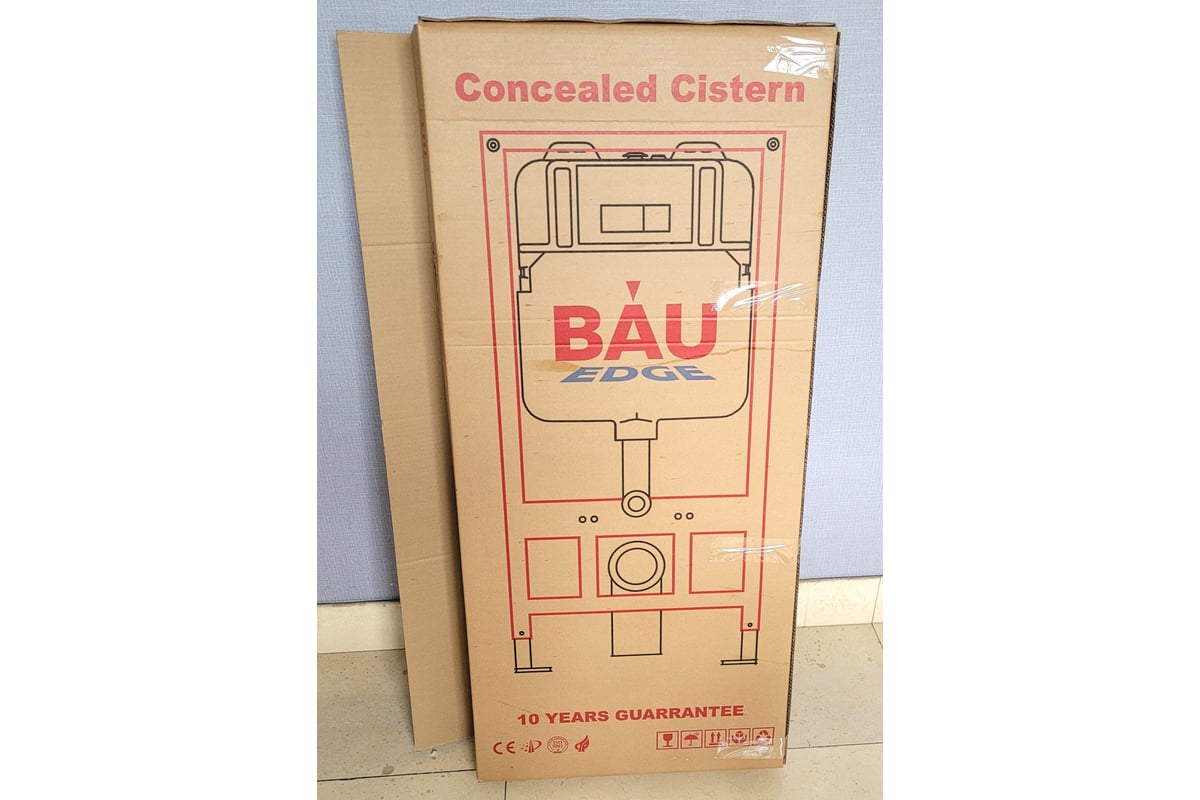 Concealed Cistern
BAU
EDGE
10 YEARS GUARRANTEE
CE